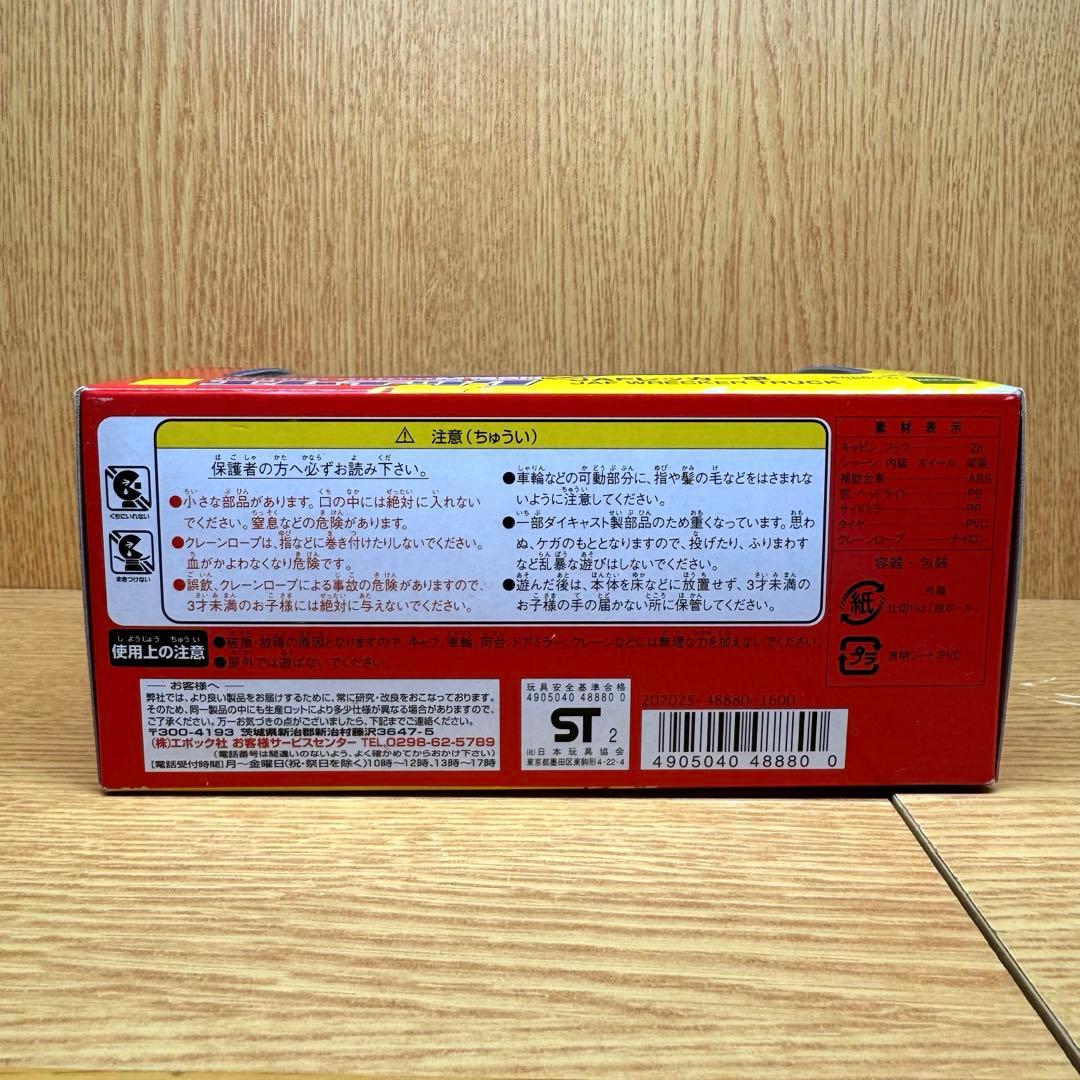 JAFレッカー車
JAF WRECKER TRUCK
⚠ 注意(ちゅうい)
保護者の方へ必ずお読み下さい。
●小さな部品があります。口の中には絶対に入れない
でください。窒息などの危険があります。
●クレーンロープは、指などに巻き付けたりしないでください。
血がかよわなくなり危険です。
●誤飲、クレーンロープによる事故の危険がありますので、
3才未満のお子様には絶対に与えないでください。
●車輪などの可動部分に、指や髪の毛などをはさまれな
いように注意してください。
●一部ダイキャスト製部品のため重くなっています。思わ
ぬ、ケガのもととなりますので、投げたり、ふりまわす
など乱暴な遊びはしないでください。
●遊んだ後は、本体を床などに放置せず、3才未満の
お子様の手の届かない所に保管してください。
くちにいれない
まきつけない
しようじょう ちゅうい
使用上の注意
●破損・故障の原因となりますので、キャブ、車輪、荷台、ドアミラー、クレーンなどには無理な力を加えないでください。
●屋外では遊ばないでください。
お客様へ
弊社では、より良い製品をお届けするために、常に研究・改良をおこなっております。
そのため、同一製品の中にも生産ロットにより多少仕様が異なる場合があります。
ご了承ください。万一お気づきの点がございましたら、下記までご連絡ください。
〒300-4193 茨城県新治郡新治村藤沢3647-5
(株)エポック社 お客様サービスセンター TEL.0298-62-5789
(電話番号は間違いのないよう、よく確かめてからおかけ下さい)
[電話受付時間]月〜金曜日(祝・祭日を除く)10時〜12時、13時〜17時
玩具安全基準合格
4905040 48880 0
ST 2
(社)日本玩具協会
東京都墨田区東駒形4-22-4
207025-48880-1600
4905040 488800
素材表示
キャビン、フック……Zn
シャーシ、内装、ホイール、架装、
補助台車……ABS
窓、ヘッドライト……PS
サイドミラー……PP
タイヤ……PVC
クレーンロープ……ナイロン
容器・包装
紙
外箱
仕切りは「段ボール」
プラ
透明シート:PVC